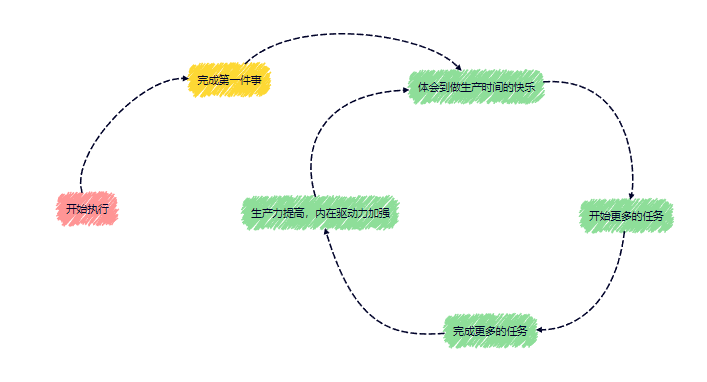 完成第一件事
体会到做生产时间的快乐
开始执行
生产力提高，内在驱动力加强
开始更多的任务
完成更多的任务